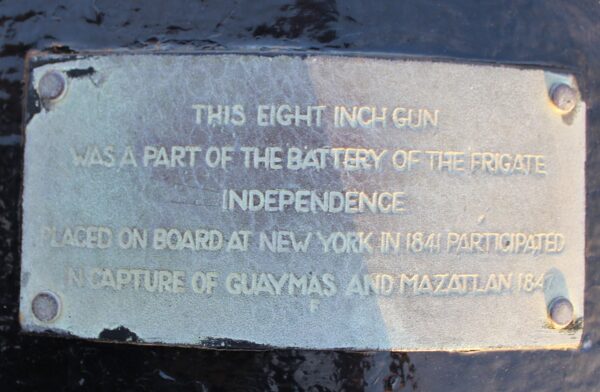 THIS EIGHT INCH GUN
WAS A PART OF THE BATTERY OF THE FRIGATE
INDEPENDENCE
PLACED ON BOARD AT NEW YORK IN 1841 PARTICIPATED
IN CAPTURE OF GUAYMAS AND MAZATLAN 1847
F